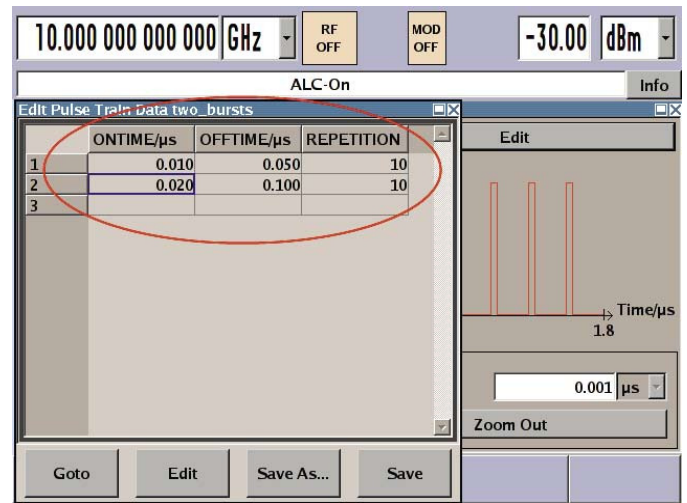 10.000 000 000 000 GHz RF OFF MOD OFF -30.00 dBm
ALC-On Info
Edit Pulse Train Data two_bursts
ONTIME/µs OFFTIME/µs REPETITION
1 0.010 0.050 10
2 0.020 0.100 10
3
Edit
Time/µs
1.8
0.001 µs
Zoom Out
Goto Edit Save As... Save